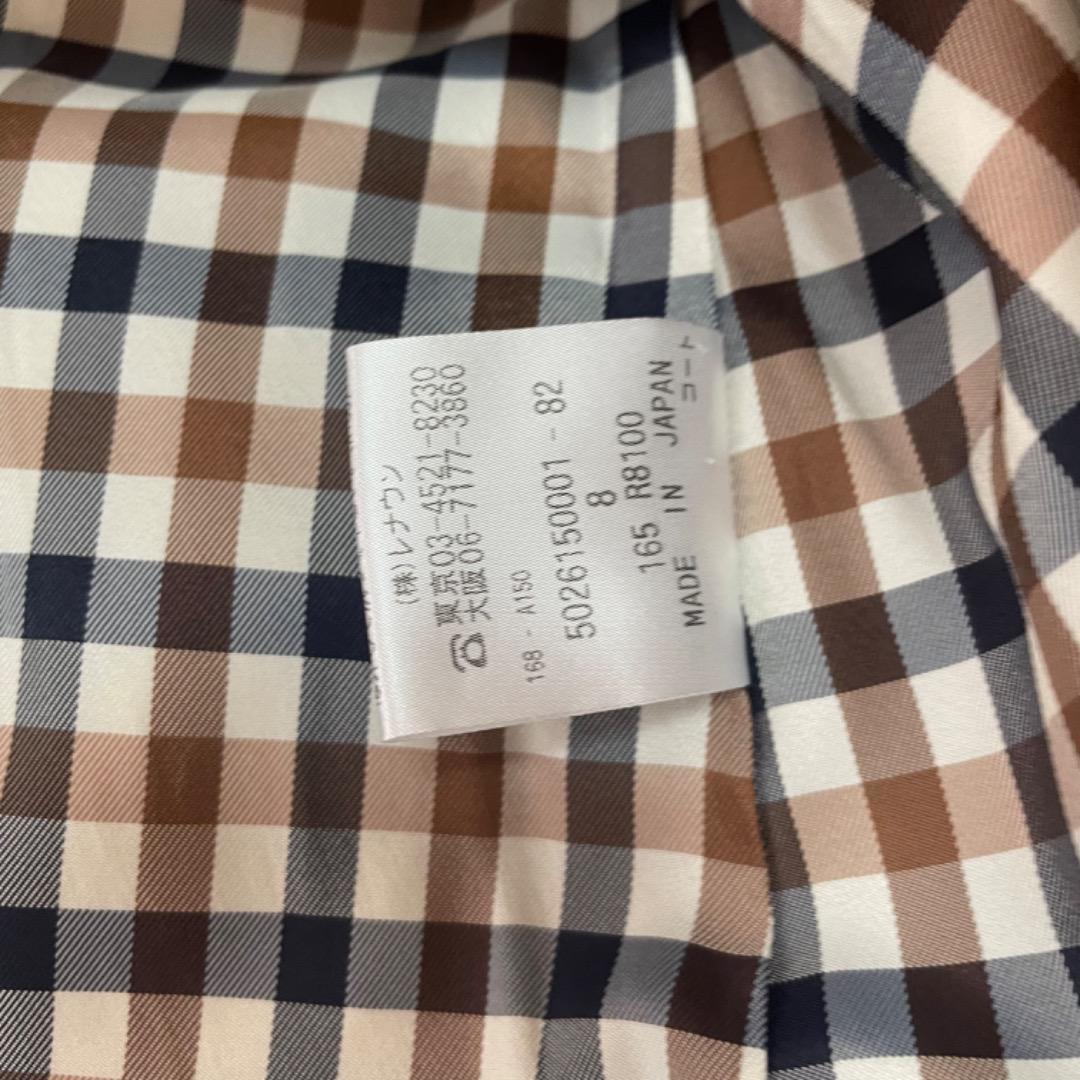 (株)レナウン
☎東京03-4521-8230
大阪06-7177-3860
168 - A150
5026150001 - 82
8
165 R8100
MADE IN JAPAN
コート